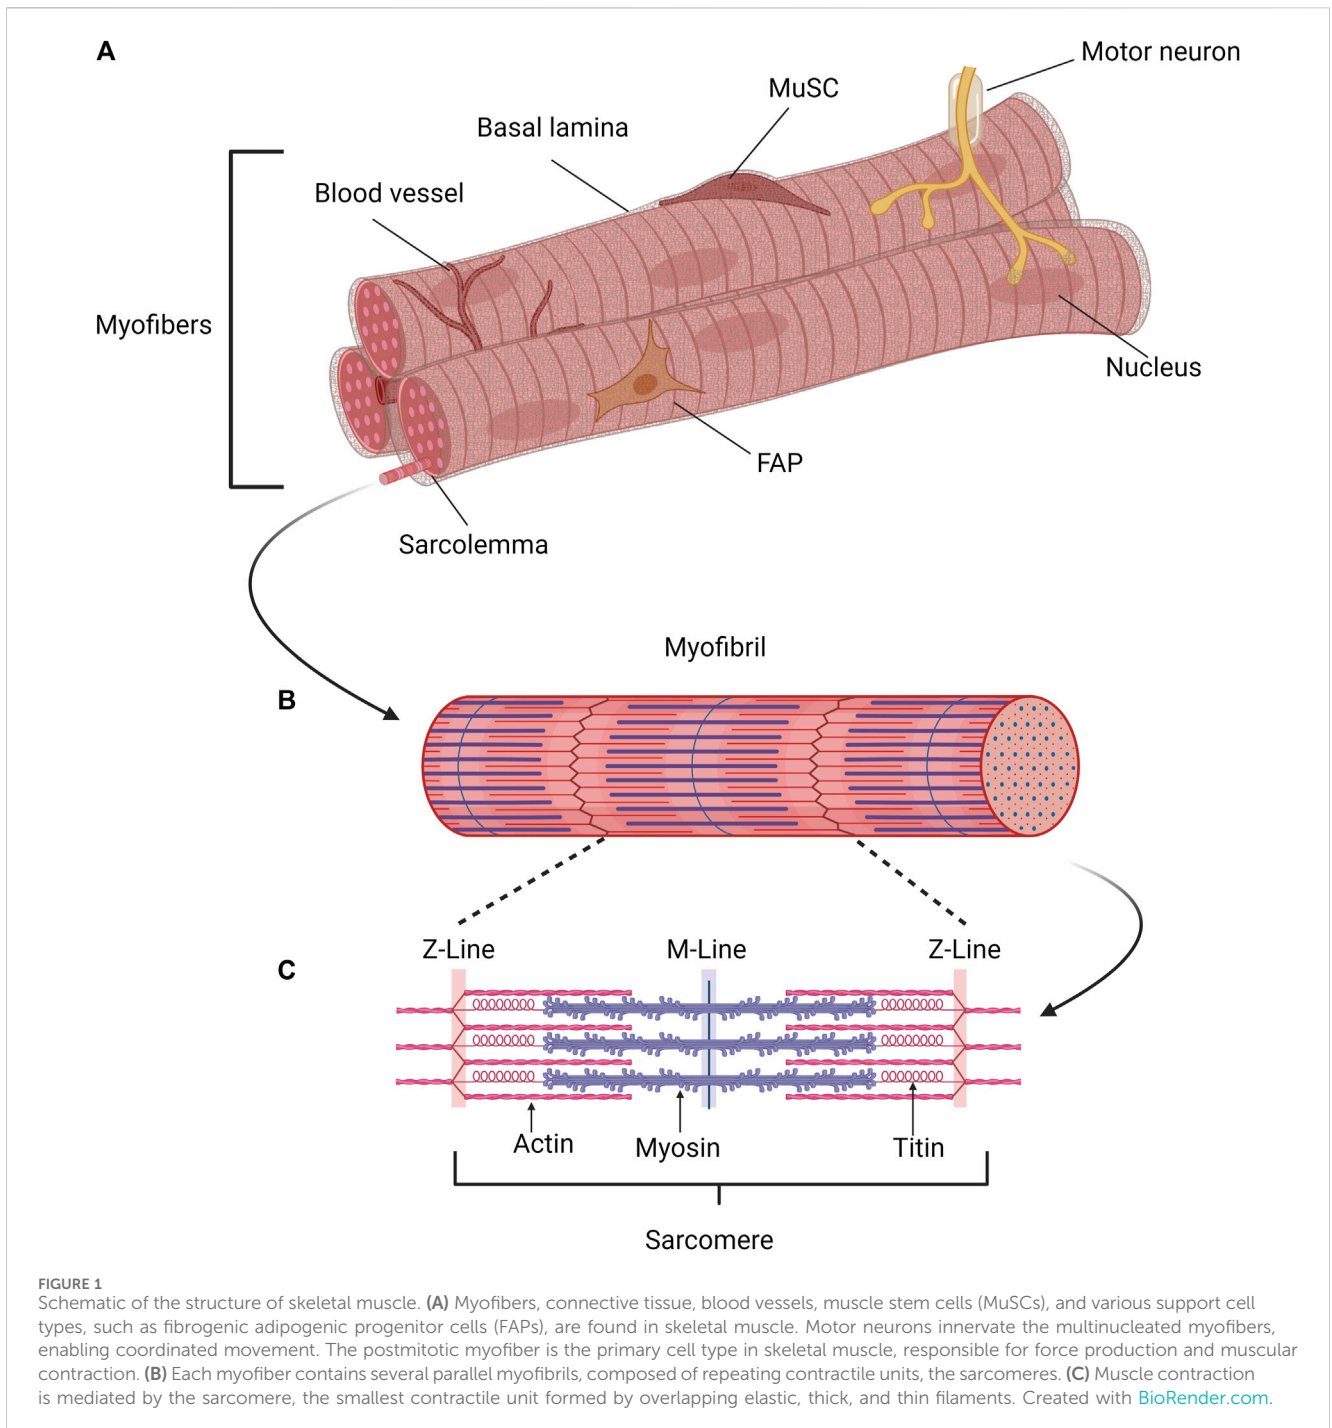 A
Motor neuron
MuSC
Basal lamina
Blood vessel
Myofibers
Nucleus
FAP
Sarcolemma
Myofibril
B
Z-Line
M-Line
Z-Line
C
Actin
Myosin
Titin
Sarcomere
FIGURE 1
Schematic of the structure of skeletal muscle. (A) Myofibers, connective tissue, blood vessels, muscle stem cells (MuSCs), and various support cell
types, such as fibrogenic adipogenic progenitor cells (FAPs), are found in skeletal muscle. Motor neurons innervate the multinucleated myofibers,
enabling coordinated movement. The postmitotic myofiber is the primary cell type in skeletal muscle, responsible for force production and muscular
contraction. (B) Each myofiber contains several parallel myofibrils, composed of repeating contractile units, the sarcomeres. (C) Muscle contraction
is mediated by the sarcomere, the smallest contractile unit formed by overlapping elastic, thick, and thin filaments. Created with BioRender.com.